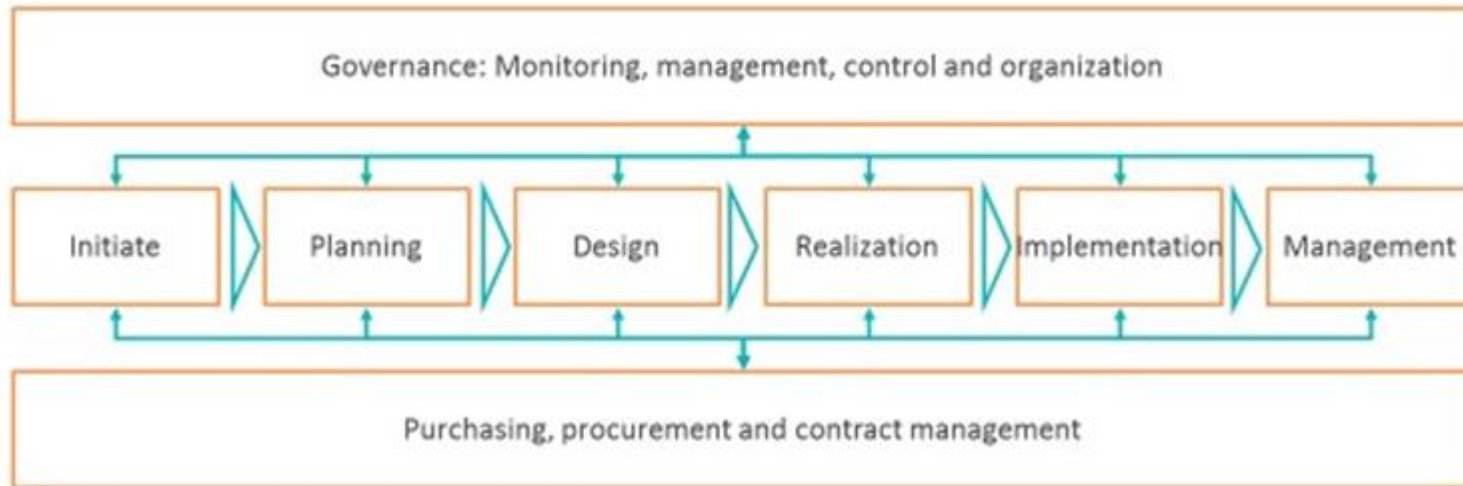 Governance: Monitoring, management, control and organization
Initiate
Planning
Design
Realization
Implementation
Management
Purchasing, procurement and contract management